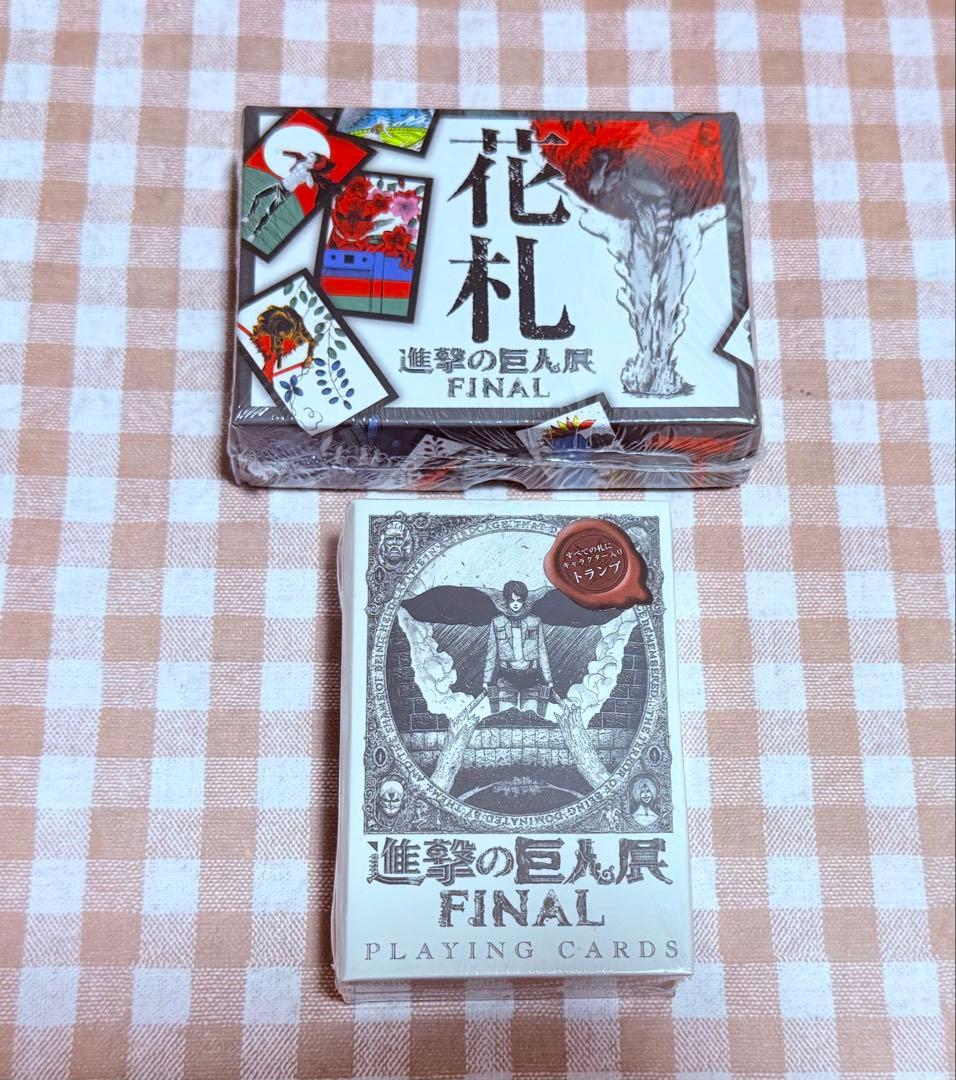 花
札
進撃の巨人展
FINAL
すべての札に
キャラクター入り
トランプ
進撃の巨人展
FINAL
PLAYING CARDS